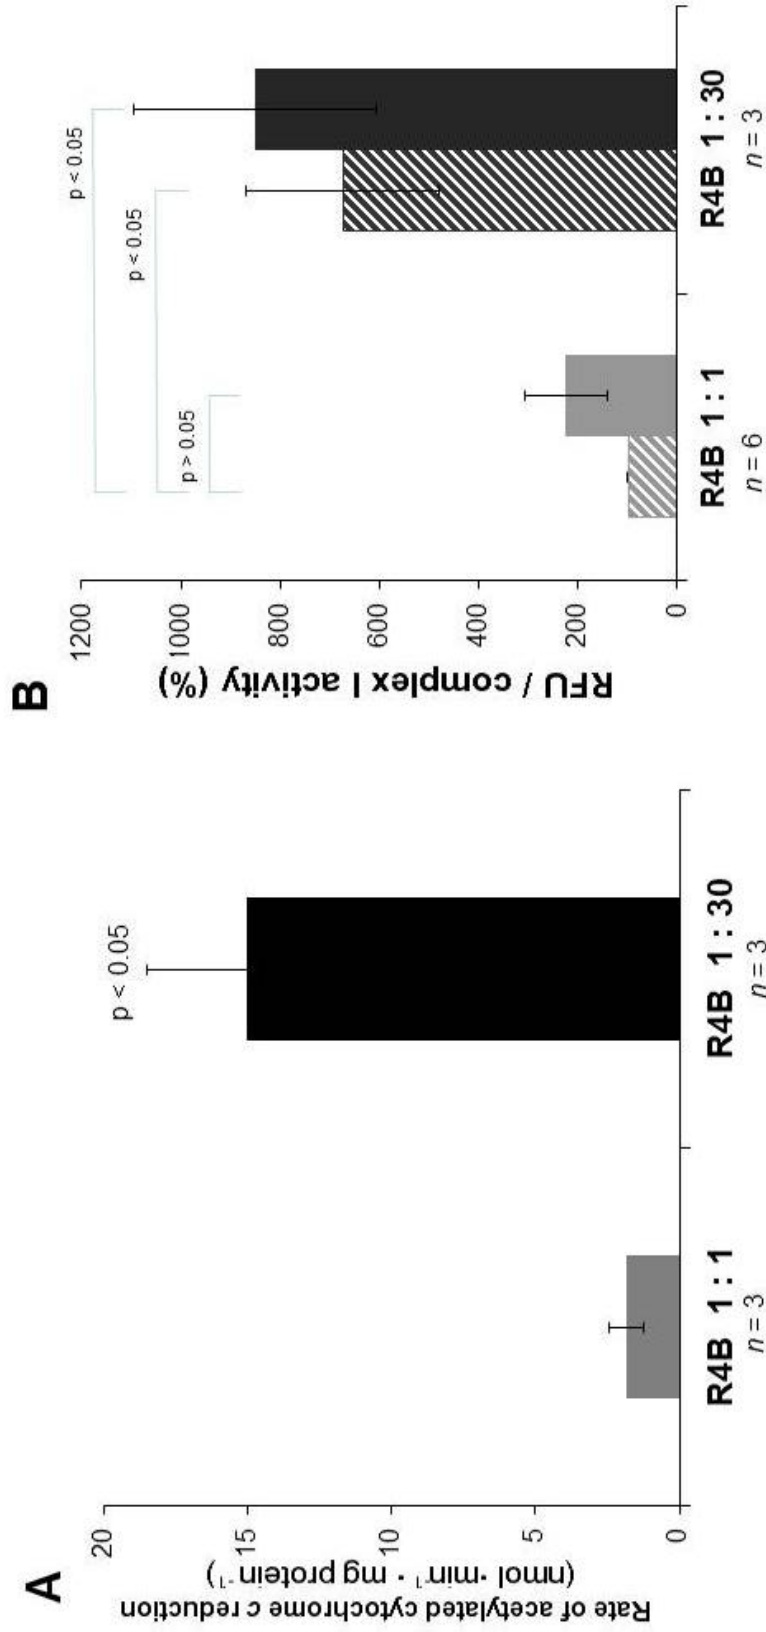 A
Rate of acetylated cytochrome c reduction
(nmol·min⁻¹· mg protein⁻¹)
20
15
10
5
0
p < 0.05
R4B 1 : 1
n = 3
R4B 1 : 30
n = 3
B
RFU / complex I activity (%)
1200
1000
800
600
400
200
0
p < 0.05
p < 0.05
p > 0.05
R4B 1 : 1
n = 6
R4B 1 : 30
n = 3